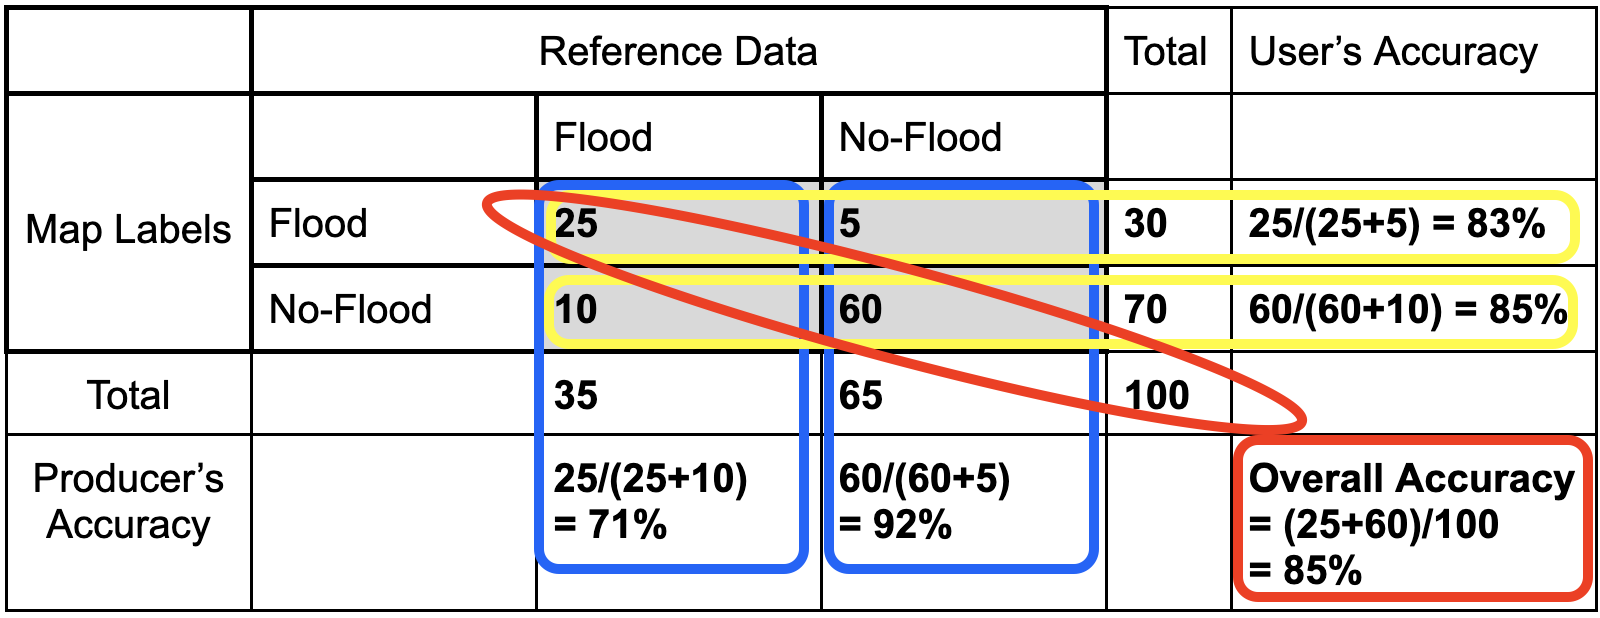 Reference Data Total User’s Accuracy
Flood No-Flood
Map Labels Flood 25 5 30 25/(25+5) = 83%
No-Flood 10 60 70 60/(60+10) = 85%
Total 35 65 100
Producer’s Accuracy 25/(25+10) = 71% 60/(60+5) = 92% Overall Accuracy = (25+60)/100 = 85%